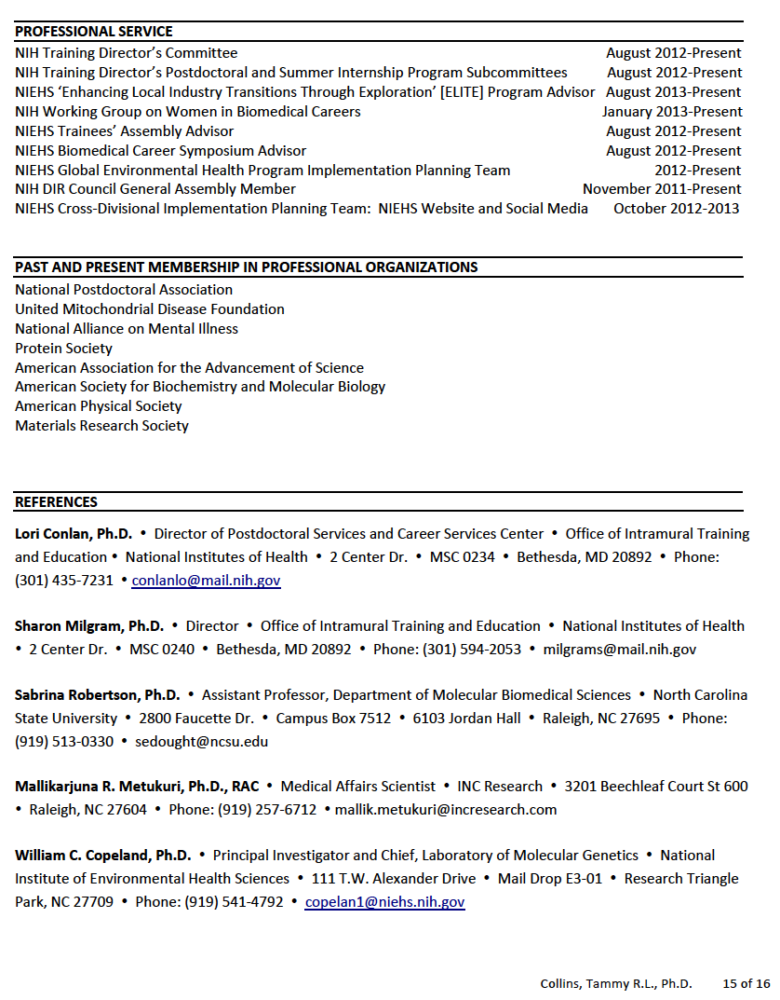 PROFESSIONAL SERVICE
NIH Training Director’s Committee August 2012-Present
NIH Training Director’s Postdoctoral and Summer Internship Program Subcommittees August 2012-Present
NIEHS ‘Enhancing Local Industry Transitions Through Exploration’ [ELITE] Program Advisor August 2013-Present
NIH Working Group on Women in Biomedical Careers January 2013-Present
NIEHS Trainees’ Assembly Advisor August 2012-Present
NIEHS Biomedical Career Symposium Advisor August 2012-Present
NIEHS Global Environmental Health Program Implementation Planning Team 2012-Present
NIH DIR Council General Assembly Member November 2011-Present
NIEHS Cross-Divisional Implementation Planning Team: NIEHS Website and Social Media October 2012-2013
PAST AND PRESENT MEMBERSHIP IN PROFESSIONAL ORGANIZATIONS
National Postdoctoral Association
United Mitochondrial Disease Foundation
National Alliance on Mental Illness
Protein Society
American Association for the Advancement of Science
American Society for Biochemistry and Molecular Biology
American Physical Society
Materials Research Society
REFERENCES
Lori Conlan, Ph.D. • Director of Postdoctoral Services and Career Services Center • Office of Intramural Training
and Education • National Institutes of Health • 2 Center Dr. • MSC 0234 • Bethesda, MD 20892 • Phone:
(301) 435-7231 • conlanlo@mail.nih.gov
Sharon Milgram, Ph.D. • Director • Office of Intramural Training and Education • National Institutes of Health
• 2 Center Dr. • MSC 0240 • Bethesda, MD 20892 • Phone: (301) 594-2053 • milgrams@mail.nih.gov
Sabrina Robertson, Ph.D. • Assistant Professor, Department of Molecular Biomedical Sciences • North Carolina
State University • 2800 Faucette Dr. • Campus Box 7512 • 6103 Jordan Hall • Raleigh, NC 27695 • Phone:
(919) 513-0330 • sedought@ncsu.edu
Mallikarjuna R. Metukuri, Ph.D., RAC • Medical Affairs Scientist • INC Research • 3201 Beechleaf Court St 600
• Raleigh, NC 27604 • Phone: (919) 257-6712 • mallik.metukuri@incresearch.com
William C. Copeland, Ph.D. • Principal Investigator and Chief, Laboratory of Molecular Genetics • National
Institute of Environmental Health Sciences • 111 T.W. Alexander Drive • Mail Drop E3-01 • Research Triangle
Park, NC 27709 • Phone: (919) 541-4792 • copelan1@niehs.nih.gov
Collins, Tammy R.L., Ph.D. 15 of 16